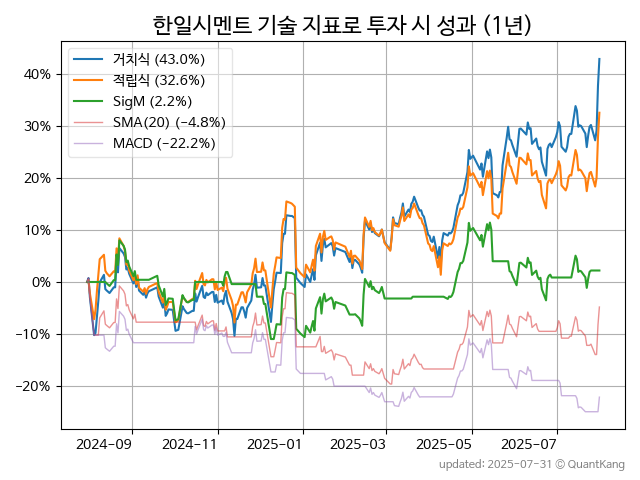 한일시멘트 기술 지표로 투자 시 성과 (1년)
거치식 (43.0%)
적립식 (32.6%)
SigM (2.2%)
SMA(20) (−4.8%)
MACD (−22.2%)
40%
30%
20%
10%
0%
−10%
−20%
2024-09 2024-11 2025-01 2025-03 2025-05 2025-07
updated: 2025-07-31 © QuantKang